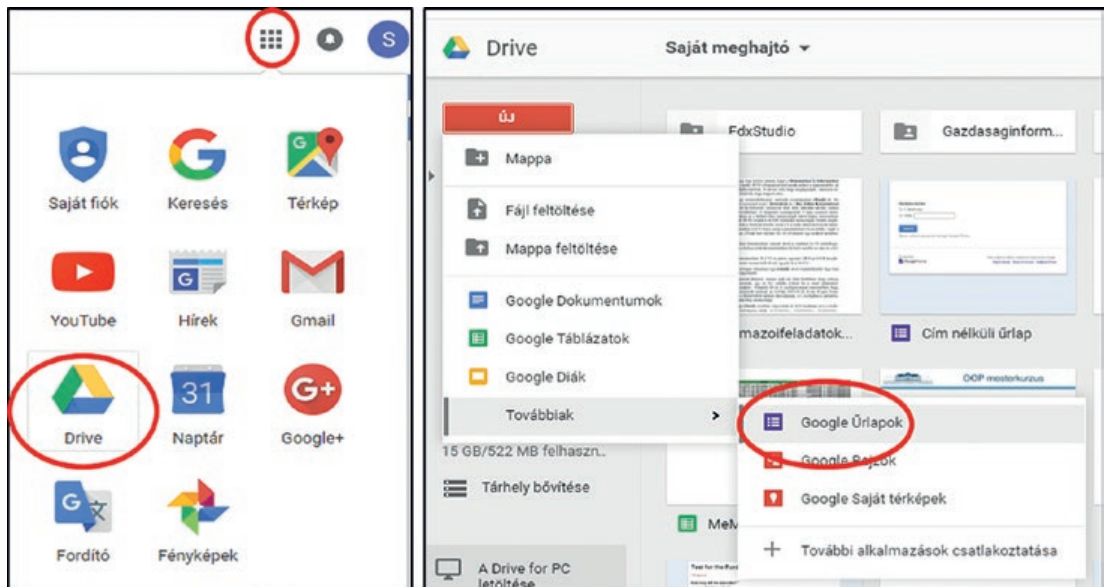 S
Saját fiók
Keresés
Térkép
YouTube
Hírek
Gmail
31
G+
Drive
Naptár
Google+
Fordító
Fényképek
Drive
Saját meghajtó
ÚJ
Mappa
Fájl feltöltése
Mappa feltöltése
Google Dokumentumok
Google Táblázatok
Google Diák
Továbbiak
15 GB/522 MB felhaszn..
Tárhely bővítése
A Drive for PC
letöltése
FdxStudio
Gazdasaginform...
mazoifeladatok...
Cím nélküli űrlap
OOP mesterkurzus
Google Űrlapok
Google Rajzok
Google Saját térképek
További alkalmazások csatlakoztatása
MeM